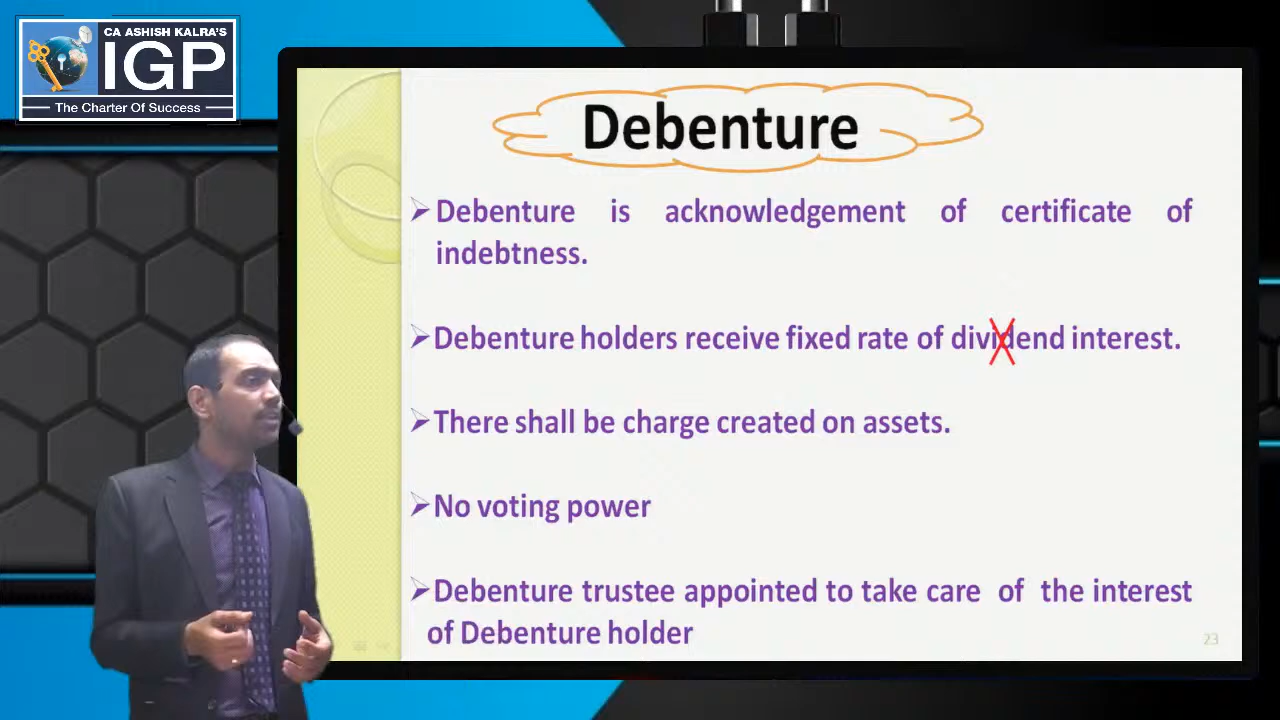 CA ASHISH KALRA'S
IGP
The Charter Of Success
Debenture
Debenture is acknowledgement of certificate of
indebtness.
Debenture holders receive fixed rate of dividend interest.
There shall be charge created on assets.
No voting power
Debenture trustee appointed to take care of the interest
of Debenture holder
23